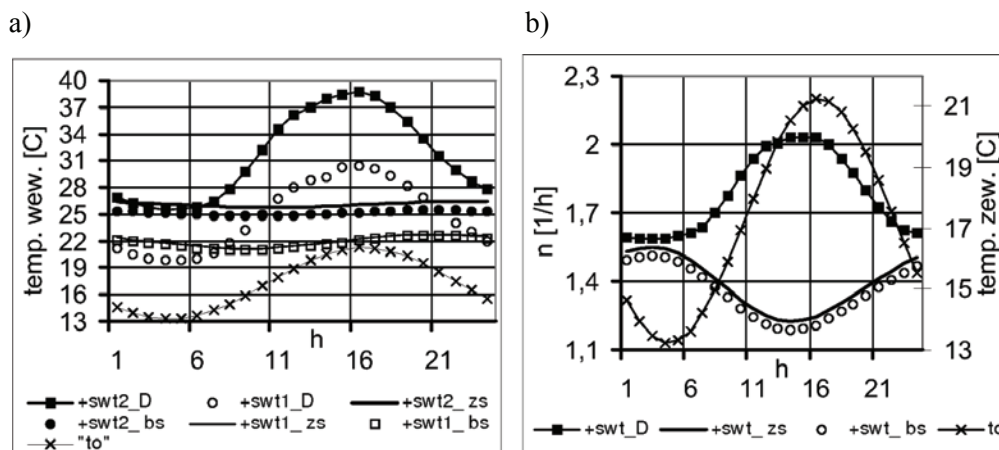 a)
b)
temp. wew. [C]
40
37
34
31
28
25
22
19
16
13
1 6 11 16 21
h
+swt2_D +swt1_D +swt2_zs
+swt2_bs +swt1_zs +swt1_bs
"to"
n [1/h]
2,3
2
1,7
1,4
1,1
temp. zew. [C]
21
19
17
15
13
1 6 11 16 21
h
+swt_D +swt_zs +swt_bs to